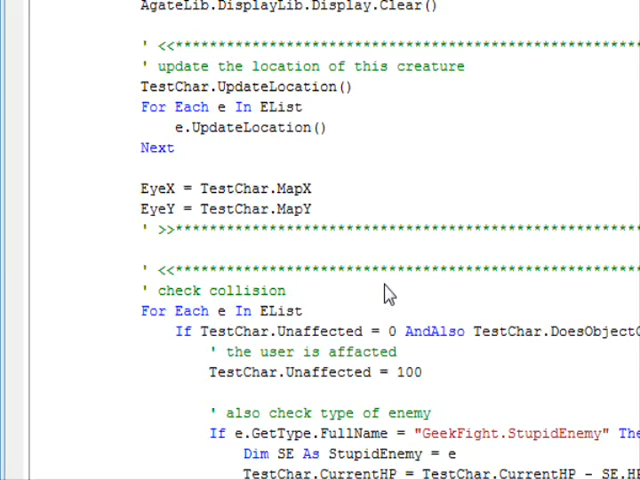 AgateLib.DisplayLib.Display.Clear()
' <<*******************************************************
' update the location of this creature
TestChar.UpdateLocation()
For Each e In EList
e.UpdateLocation()
Next
EyeX = TestChar.MapX
EyeY = TestChar.MapY
' >>*******************************************************
' <<*******************************************************
' check collision
For Each e In EList
If TestChar.Unaffected = 0 AndAlso TestChar.DoesObjectC
' the user is affacted
TestChar.Unaffected = 100
' also check type of enemy
If e.GetType.FullName = "GeekFight.StupidEnemy" The
Dim SE As StupidEnemy = e
TestChar.CurrentHP = TestChar.CurrentHP - SE.HP